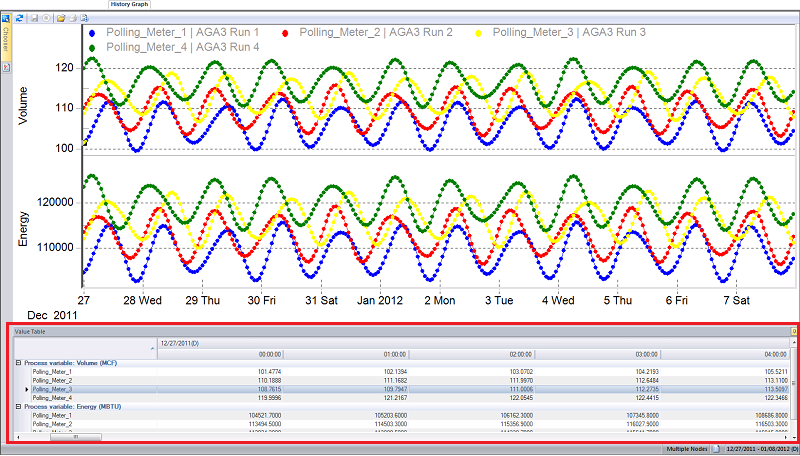 History Graph
Chooser
Polling_Meter_1 | AGA3 Run 1 Polling_Meter_2 | AGA3 Run 2 Polling_Meter_3 | AGA3 Run 3
Polling_Meter_4 | AGA3 Run 4
Volume
120
110
100
Energy
120000
110000
27 28 Wed 29 Thu 30 Fri 31 Sat Jan 2012 2 Mon 3 Tue 4 Wed 5 Thu 6 Fri 7 Sat
Dec 2011
Value Table
12/27/2011(D)
00:00:00 01:00:00 02:00:00 03:00:00 04:00:00
Process variable: Volume (MCF)
Polling_Meter_1 101.4774 102.1394 103.0702 104.2193 105.5211
Polling_Meter_2 110.1888 111.1682 111.9970 112.6484 113.1100
Polling_Meter_3 108.7615 109.7947 111.0006 112.2735 113.5097
Polling_Meter_4 119.9996 121.2167 122.0545 122.4415 122.3466
Process variable: Energy (MBTU)
Polling_Meter_1 104521.7000 105203.6000 106162.3000 107345.8000 108686.8000
Polling_Meter_2 113494.5000 114503.3000 115356.9000 116027.9000 116503.3000
Multiple Nodes 12/27/2011 - 01/08/2012 (D)